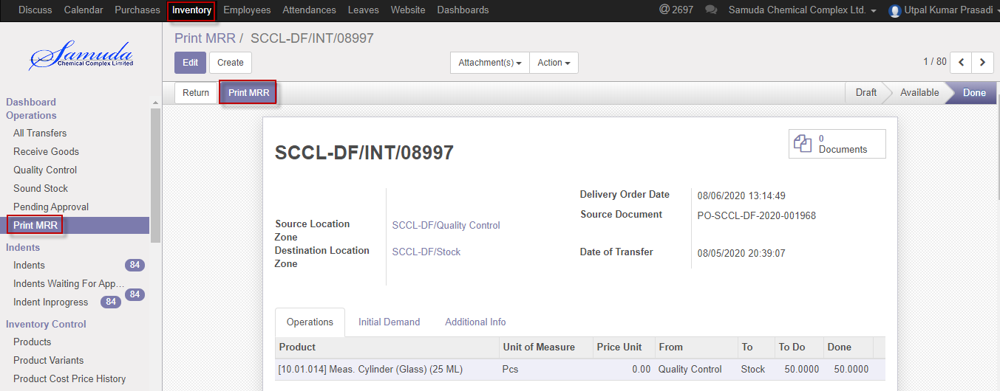 Discuss Calendar Purchases Inventory Employees Attendances Leaves Website Dashboards @ 2697 Samuda Chemical Complex Ltd. Utpal Kumar Prasadi
Samuda
Chemical Complex Limited
Dashboard
Operations
All Transfers
Receive Goods
Quality Control
Sound Stock
Pending Approval
Print MRR
Indents
Indents 84
Indents Waiting For App...
84
Indent Inprogress 84
Inventory Control
Products
Product Variants
Product Cost Price History
Print MRR / SCCL-DF/INT/08997
Edit Create Attachment(s) Action 1 / 80
Return Print MRR Draft Available Done
0
Documents
SCCL-DF/INT/08997
Source Location
Zone
SCCL-DF/Quality Control
Destination Location
Zone
SCCL-DF/Stock
Delivery Order Date 08/06/2020 13:14:49
Source Document PO-SCCL-DF-2020-001968
Date of Transfer 08/05/2020 20:39:07
Operations Initial Demand Additional Info
Product Unit of Measure Price Unit From To To Do Done
[10.01.014] Meas. Cylinder (Glass) (25 ML) Pcs 0.00 Quality Control Stock 50.0000 50.0000